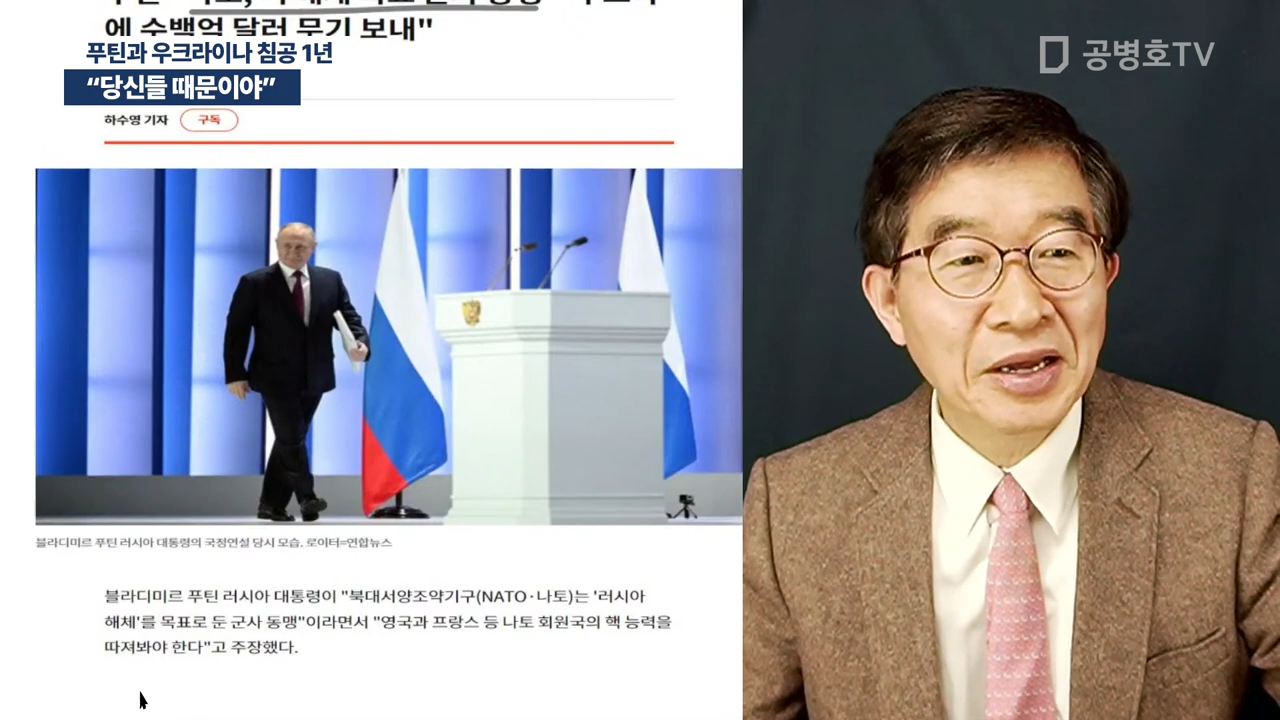 에 수백억 달러 무기 보내"
푸틴과 우크라이나 침공 1년
“당신들 때문이야”
공병호TV
하수영 기자
구독
블라디미르 푸틴 러시아 대통령의 국정연설 당시 모습. 로이터=연합뉴스
블라디미르 푸틴 러시아 대통령이 "북대서양조약기구(NATO·나토)는 '러시아
해체'를 목표로 둔 군사 동맹"이라면서 "영국과 프랑스 등 나토 회원국의 핵 능력을
따져봐야 한다"고 주장했다.